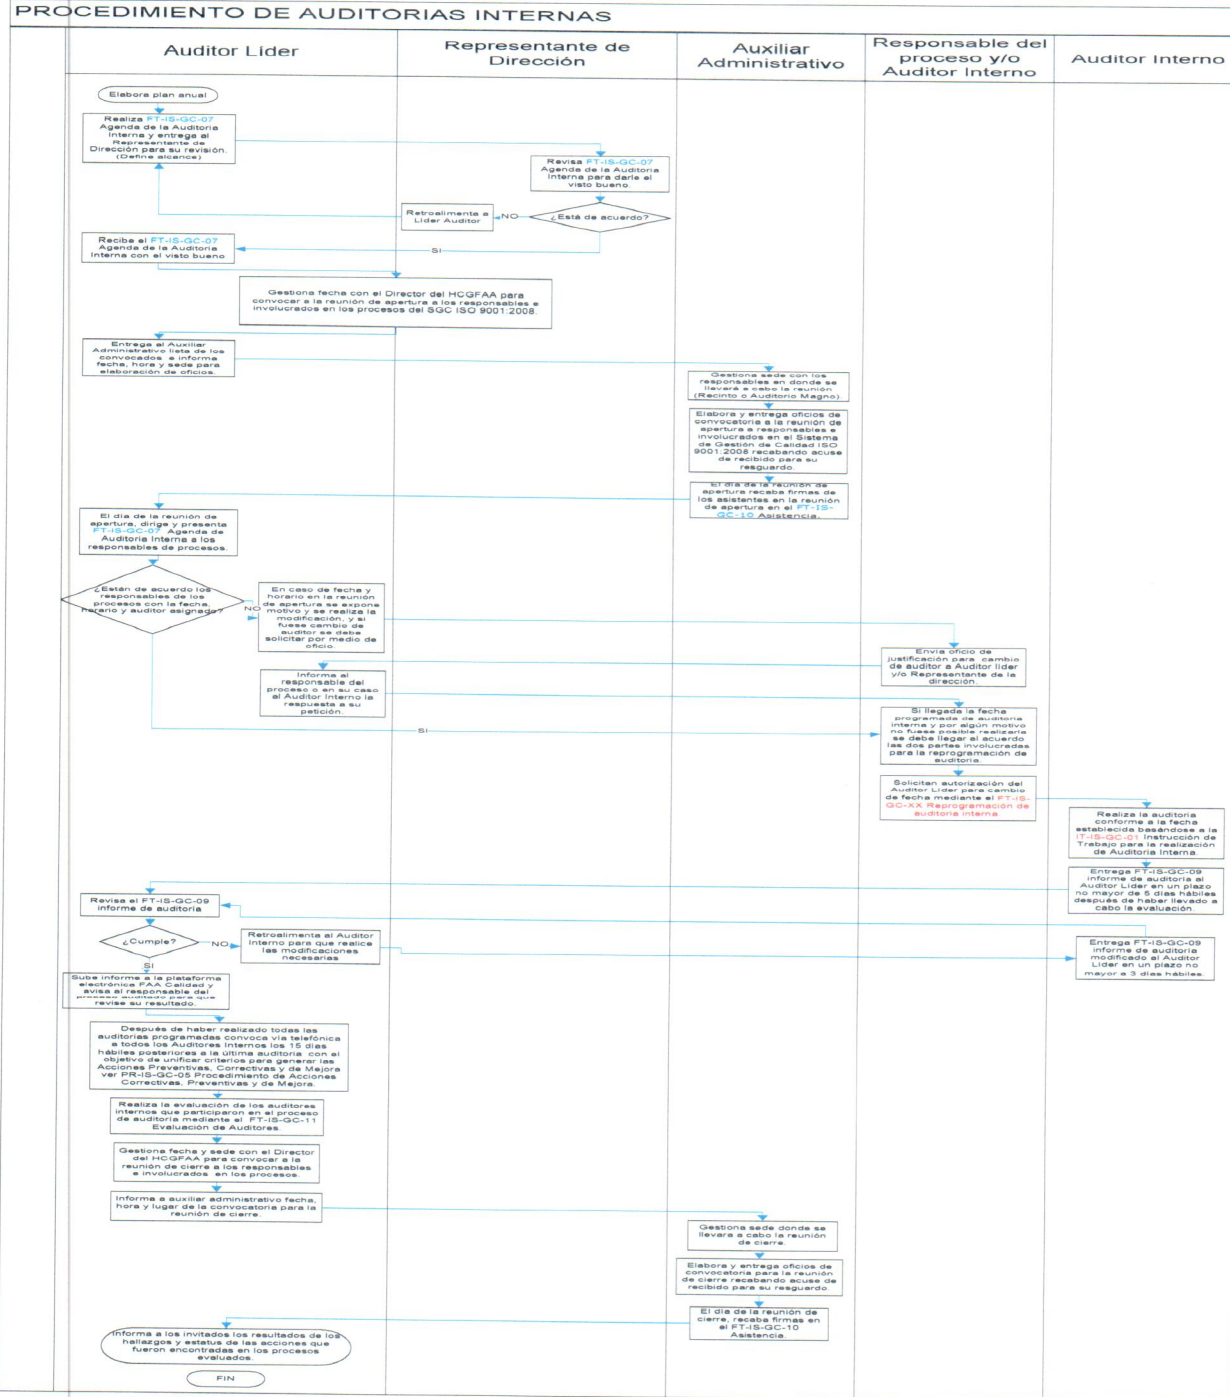 PROCEDIMIENTO DE AUDITORIAS INTERNAS
Auditor Lider
Representante de
Dirección
Auxiliar
Administrativo
Responsable del
proceso y/o
Auditor Interno
Auditor Interno
Elabora plan anual
Realiza FT-IS-GC-07
Agenda de la Auditoria
Interna y entrega al
Representante de
Dirección para su revisión.
(Define alcance)
Revisa FT-IS-GC-07
Agenda de la Auditoria
Interna para darle el
visto bueno.
¿Está de acuerdo?
NO
Retroalimenta a
Lider Auditor
SI
Recibe el FT-IS-GC-07
Agenda de la Auditoria
Interna con el visto bueno
Gestiona fecha con el Director del HCGFAA para
convocar a la reunión de apertura a los responsables e
involucrados en los procesos del SGC ISO 9001:2008.
Entrega al Auxiliar
Administrativo lista de los
convocados e informa
fecha, hora y sede para
elaboración de oficios.
Gestiona sede con los
responsables en donde se
llevará a cabo la reunión
(Recinto o Auditorio Magno).
Elabora y entrega oficios de
convocatoria a la reunión de
apertura a responsables e
involucrados en el Sistema
de Gestión de Calidad ISO
9001:2008 recabando acuse
de recibido para su
resguardo.
El día de la reunión de
apertura recaba firmas de
los asistentes en la reunión
de apertura en el FT-IS-
GC-10 Asistencia.
El día de la reunión de
apertura, dirige y presenta
FT-IS-GC-07 Agenda de
Auditoria Interna a los
responsables de procesos.
¿Están de acuerdo los
responsables de los
procesos con la fecha,
horario y auditor asignado?
NO
En caso de fecha y
horario en la reunión
de apertura se expone
motivo y se realiza la
modificación, y si
fuese cambio de
auditor se debe
solicitar por medio de
oficio.
Envía oficio de
justificación para cambio
de auditor a Auditor líder
y/o Representante de la
dirección.
Informa al
responsable del
proceso o en su caso
al Auditor Interno la
respuesta a su
petición.
SI
Si llegada la fecha
programada de auditoria
interna y por algún motivo
no fuese posible realizarla
se debe llegar al acuerdo
las dos partes involucradas
para la reprogramación de
auditoria.
Solicitan autorización del
Auditor Lider para cambio
de fecha mediante el FT-IS-
GC-XX Reprogramación de
auditoria interna.
Realiza la auditoria
conforme a la fecha
establecida basándose a la
IT-IS-GC-01 Instrucción de
Trabajo para la realización
de Auditoria Interna.
Entrega FT-IS-GC-09
informe de auditoria al
Auditor Lider en un plazo
no mayor de 5 días hábiles
después de haber llevado a
cabo la evaluación.
Revisa el FT-IS-GC-09
informe de auditoria
¿Cumple?
NO
Retroalimenta al Auditor
Interno para que realice
las modificaciones
necesarias
Entrega FT-IS-GC-09
informe de auditoria
modificado al Auditor
Lider en un plazo no
mayor a 3 días hábiles.
SI
Sube informe a la plataforma
electrónica FAA Calidad y
avisa al responsable del
proceso auditado para que
revise su resultado.
Después de haber realizado todas las
auditorias programadas convoca vía telefónica
a todos los Auditores Internos los 15 días
hábiles posteriores a la última auditoria con el
objetivo de unificar criterios para generar las
Acciones Preventivas, Correctivas y de Mejora
ver PR-IS-GC-05 Procedimiento de Acciones
Correctivas, Preventivas y de Mejora.
Realiza la evaluación de los auditores
internos que participaron en el proceso
de auditoria mediante el FT-IS-GC-11
Evaluación de Auditores.
Gestiona fecha y sede con el Director
del HCGFAA para convocar a la
reunión de cierre a los responsables
e involucrados en los procesos.
Informa a auxiliar administrativo fecha,
hora y lugar de la convocatoria para la
reunión de cierre.
Gestiona sede donde se
llevara a cabo la reunión
de cierre.
Elabora y entrega oficios de
convocatoria para la reunión
de cierre recabando acuse de
recibido para su resguardo.
El día de la reunión de
cierre, recaba firmas en
el FT-IS-GC-10
Asistencia.
Informa a los invitados los resultados de los
hallazgos y estatus de las acciones que
fueron encontradas en los procesos
evaluados.
FIN